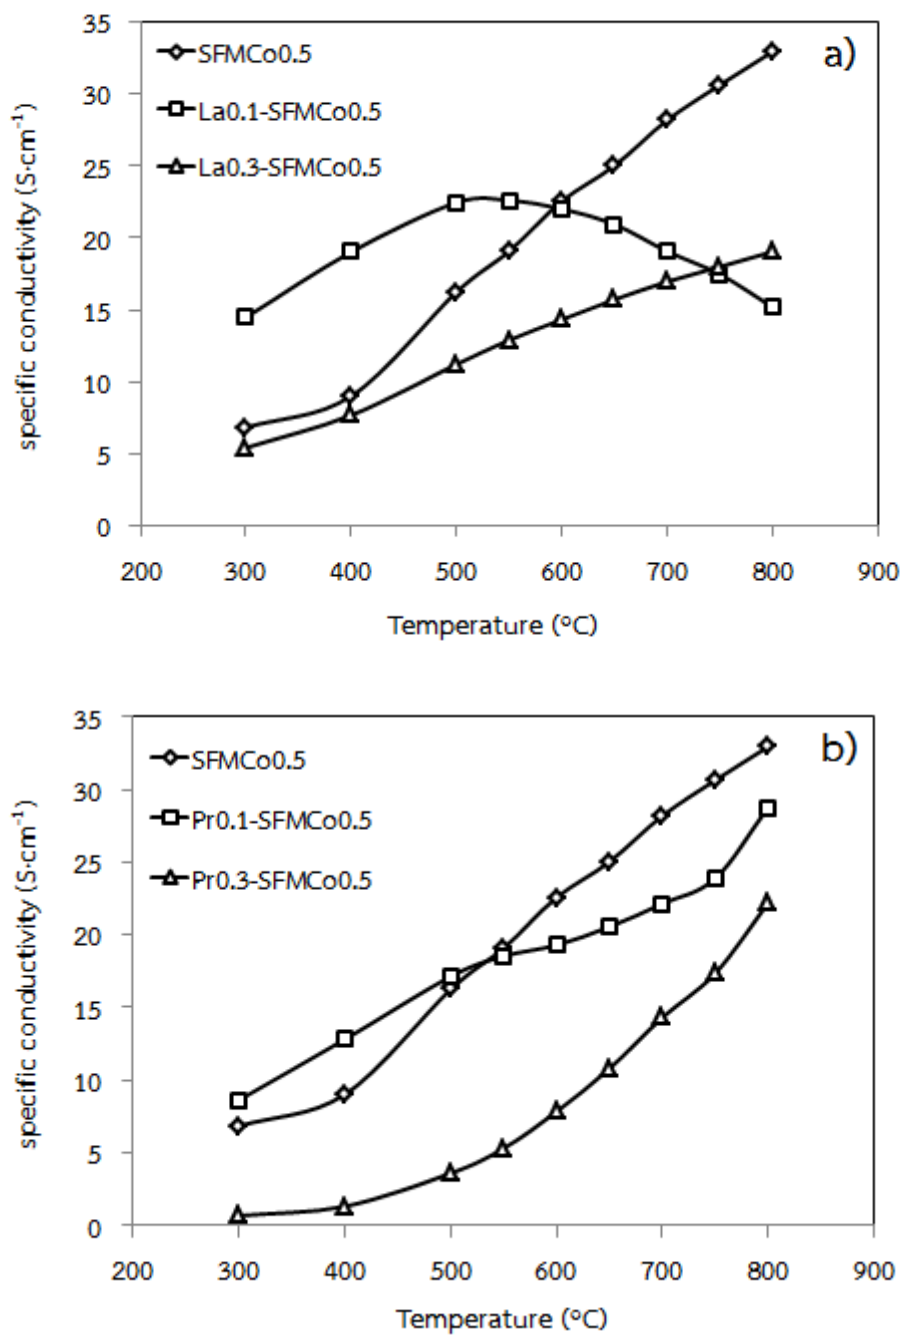 a)
SFMCo0.5
La0.1-SFMCo0.5
La0.3-SFMCo0.5
specific conductivity (S·cm⁻¹)
35
30
25
20
15
10
5
0
200 300 400 500 600 700 800 900
Temperature (ºC)
b)
SFMCo0.5
Pr0.1-SFMCo0.5
Pr0.3-SFMCo0.5
specific conductivity (S·cm⁻¹)
35
30
25
20
15
10
5
0
200 300 400 500 600 700 800 900
Temperature (ºC)